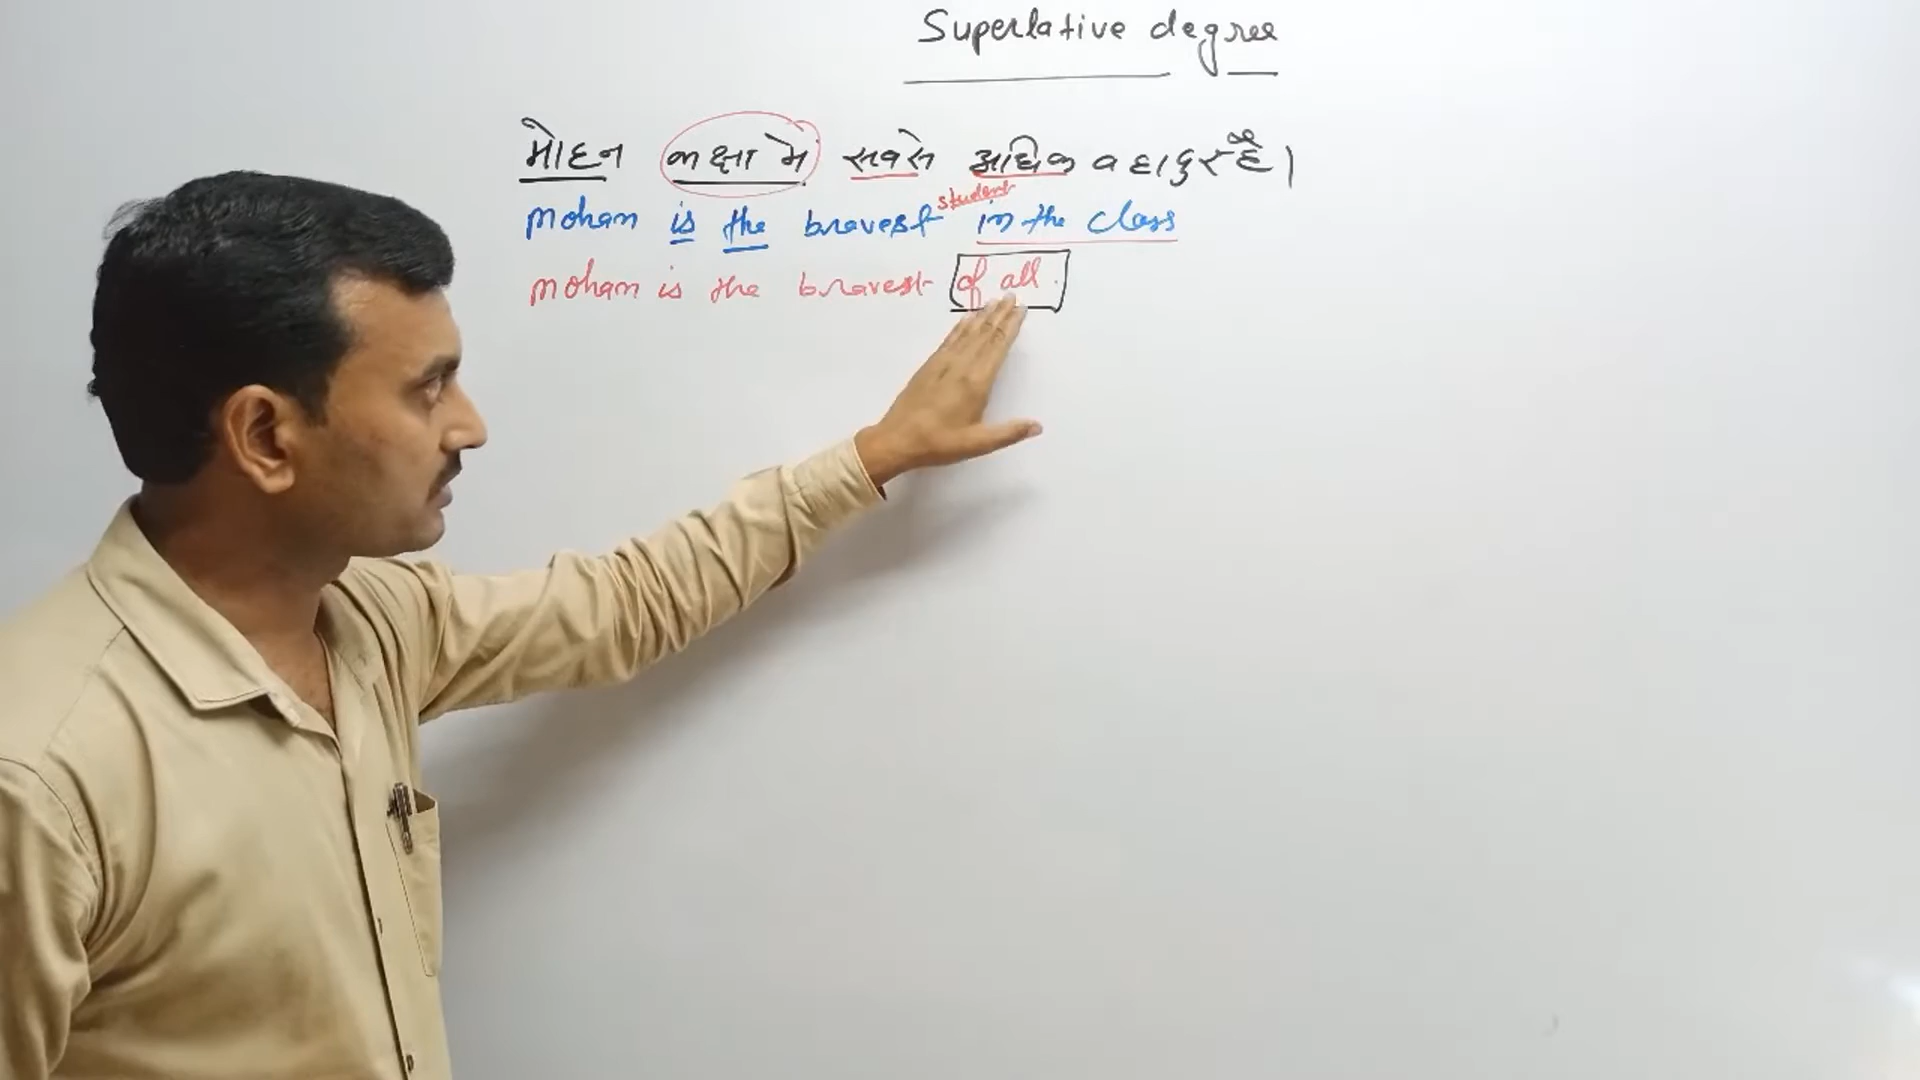 Superlative degree
मोहन कक्षा में सबसे अधिक बहादुर है।
student
Mohan is the bravest in the class
Mohan is the bravest of all.